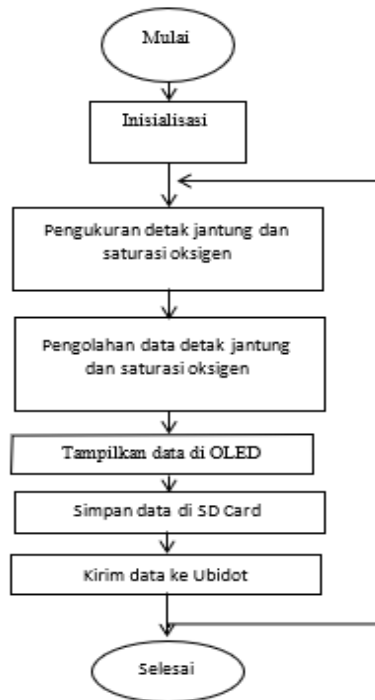 Mulai
Inisialisasi
Pengukuran detak jantung dan
saturasi oksigen
Pengolahan data detak jantung
dan saturasi oksigen
Tampilkan data di OLED
Simpan data di SD Card
Kirim data ke Ubidot
Selesai